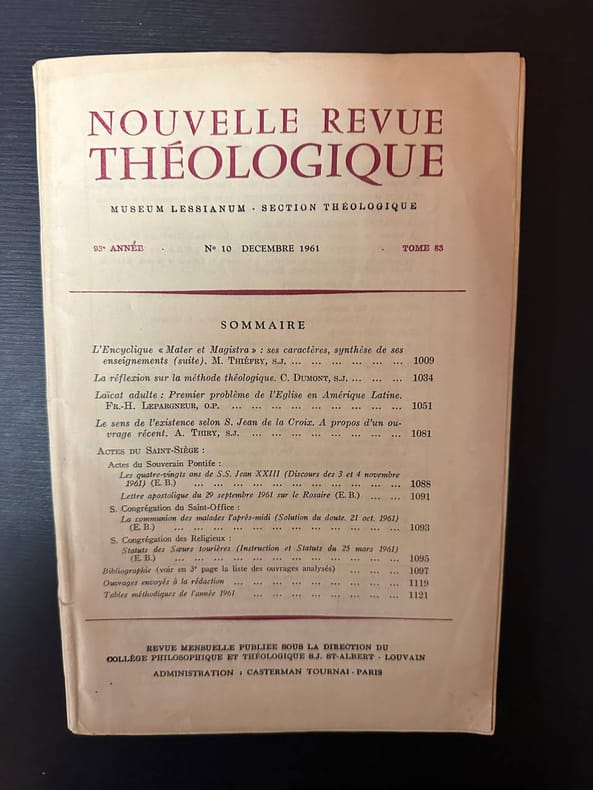 NOUVELLE REVUE
THÉOLOGIQUE
MUSEUM LESSIANUM - SECTION THÉOLOGIQUE
93e ANNÉE - No 10 DECEMBRE 1961 - TOME 83
SOMMAIRE
L'Encyclique « Mater et Magistra » : ses caractères, synthèse de ses
enseignements (suite). M. THIÉFRY, S.J. ... ... ... ... ... ... ... 1009
La réflexion sur la méthode théologique. C. DUMONT, S.J. ... ... ... 1034
Laïcat adulte : Premier problème de l'Eglise en Amérique Latine.
FR.-H. LEPARGNEUR, O.P. ... ... ... ... ... ... ... ... ... ... 1051
Le sens de l'existence selon S. Jean de la Croix. A propos d'un ou-
vrage récent. A. THIRY, S.J. ... ... ... ... ... ... ... ... ... 1081
ACTES DU SAINT-SIÈGE :
Actes du Souverain Pontife :
Les quatre-vingts ans de S.S. Jean XXIII (Discours des 3 et 4 novembre
1961) (E. B.) ... ... ... ... ... ... ... ... ... ... ... ... 1088
Lettre apostolique du 29 septembre 1961 sur le Rosaire (E. B.) ... ... 1091
S. Congrégation du Saint-Office :
La communion des malades l'après-midi (Solution du doute. 21 oct. 1961)
(E. B.) ... ... ... ... ... ... ... ... ... ... ... ... 1093
S. Congrégation des Religieux :
Statuts des Sœurs tourières (Instruction et Statuts du 25 mars 1961)
(E. B.) ... ... ... ... ... ... ... ... ... ... ... ... 1095
Bibliographie (voir en 3e page la liste des ouvrages analysés) ... ... ... 1097
Ouvrages envoyés à la rédaction ... ... ... ... ... ... ... ... ... 1119
Tables méthodiques de l'année 1961 ... ... ... ... ... ... ... ... 1121
REVUE MENSUELLE PUBLIEE SOUS LA DIRECTION DU
COLLÈGE PHILOSOPHIQUE ET THÉOLOGIQUE S.J. ST-ALBERT - LOUVAIN
ADMINISTRATION : CASTERMAN TOURNAI - PARIS